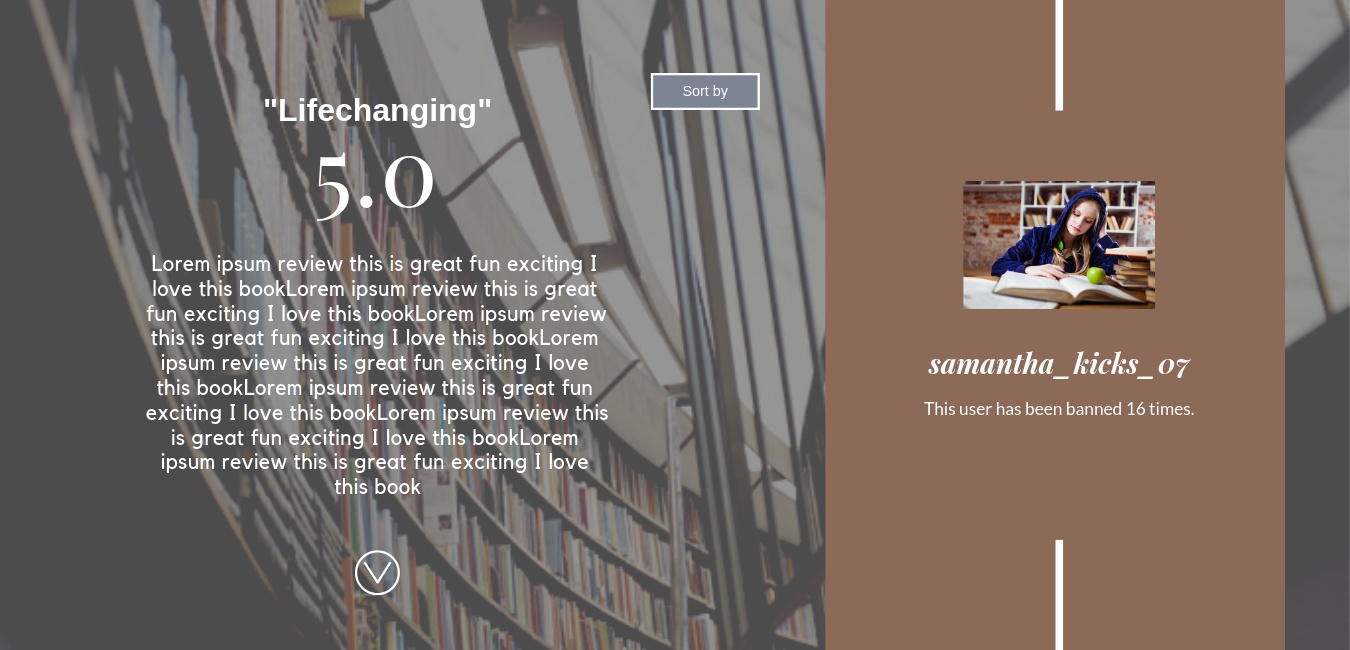 "Lifechanging"
5.0
Sort by
Lorem ipsum review this is great fun exciting I
love this bookLorem ipsum review this is great
fun exciting I love this bookLorem ipsum review
this is great fun exciting I love this bookLorem
ipsum review this is great fun exciting I love
this bookLorem ipsum review this is great fun
exciting I love this bookLorem ipsum review this
is great fun exciting I love this bookLorem
ipsum review this is great fun exciting I love
this book
samantha_kicks_07
This user has been banned 16 times.